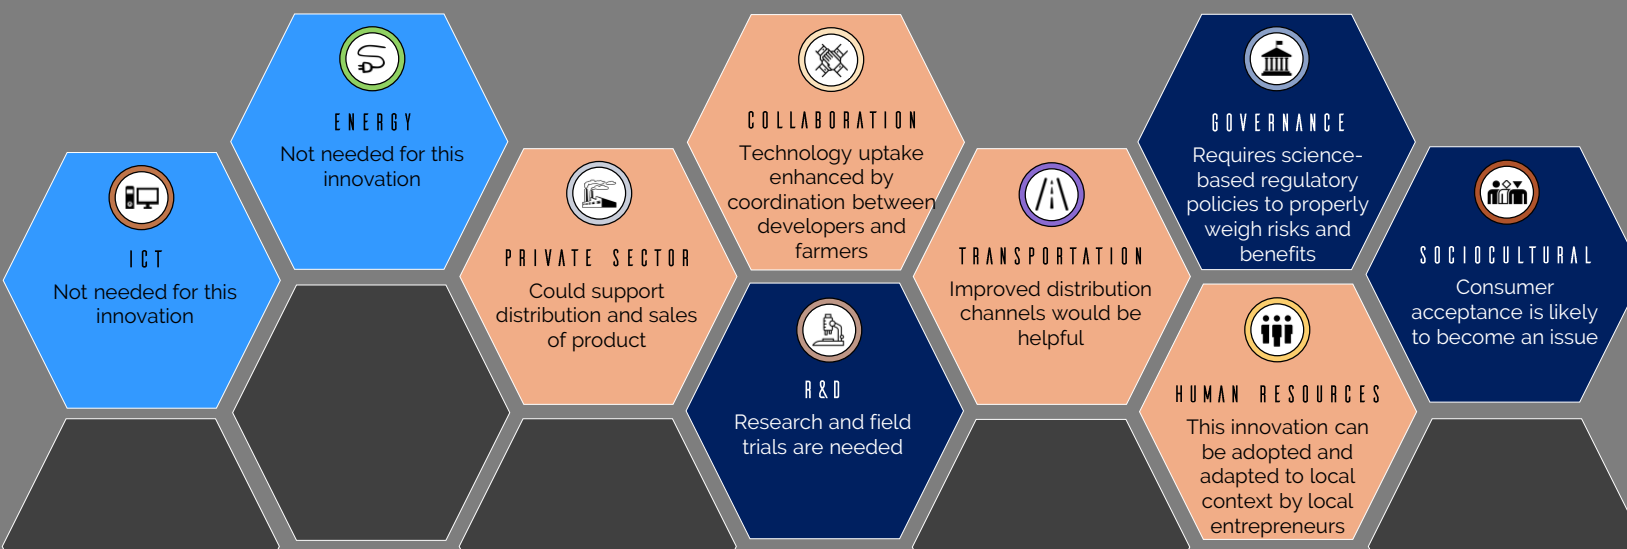 ICT
Not needed for this
innovation
ENERGY
Not needed for this
innovation
PRIVATE SECTOR
Could support
distribution and sales
of product
COLLABORATION
Technology uptake
enhanced by
coordination between
developers and
farmers
R&D
Research and field
trials are needed
TRANSPORTATION
Improved distribution
channels would be
helpful
GOVERNANCE
Requires science-
based regulatory
policies to properly
weigh risks and
benefits
HUMAN RESOURCES
This innovation can
be adopted and
adapted to local
context by local
entrepreneurs
SOCIOCULTURAL
Consumer
acceptance is likely
to become an issue